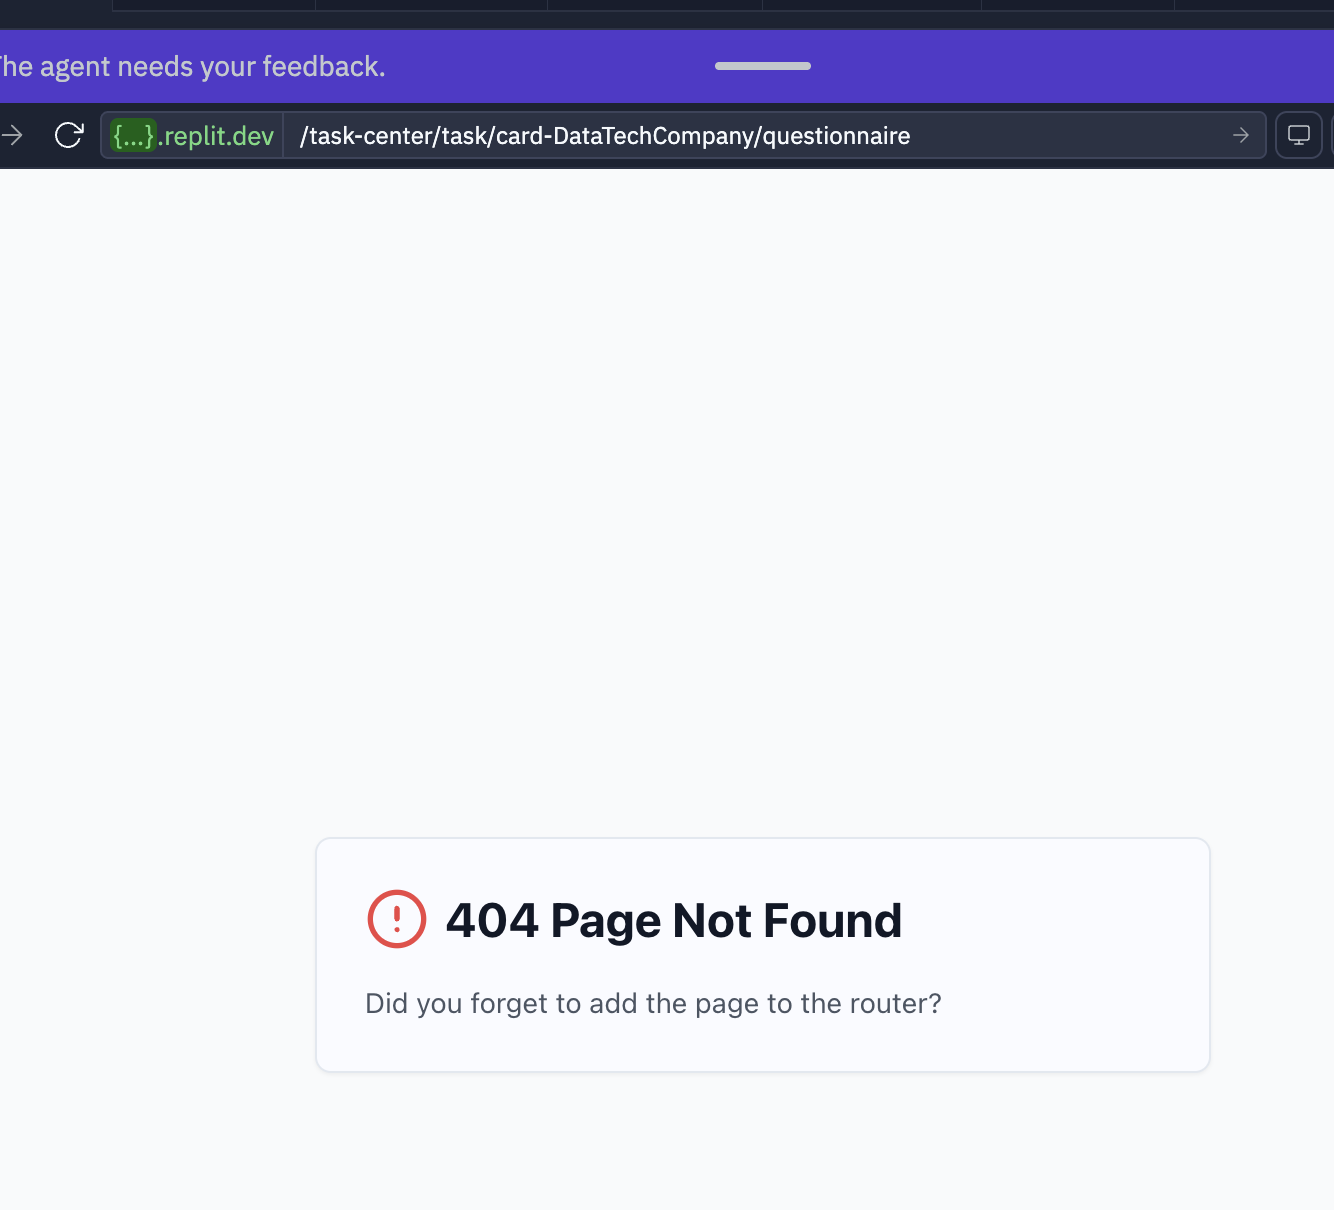 The agent needs your feedback.
{...}.replit.dev /task-center/task/card-DataTechCompany/questionnaire
404 Page Not Found
Did you forget to add the page to the router?